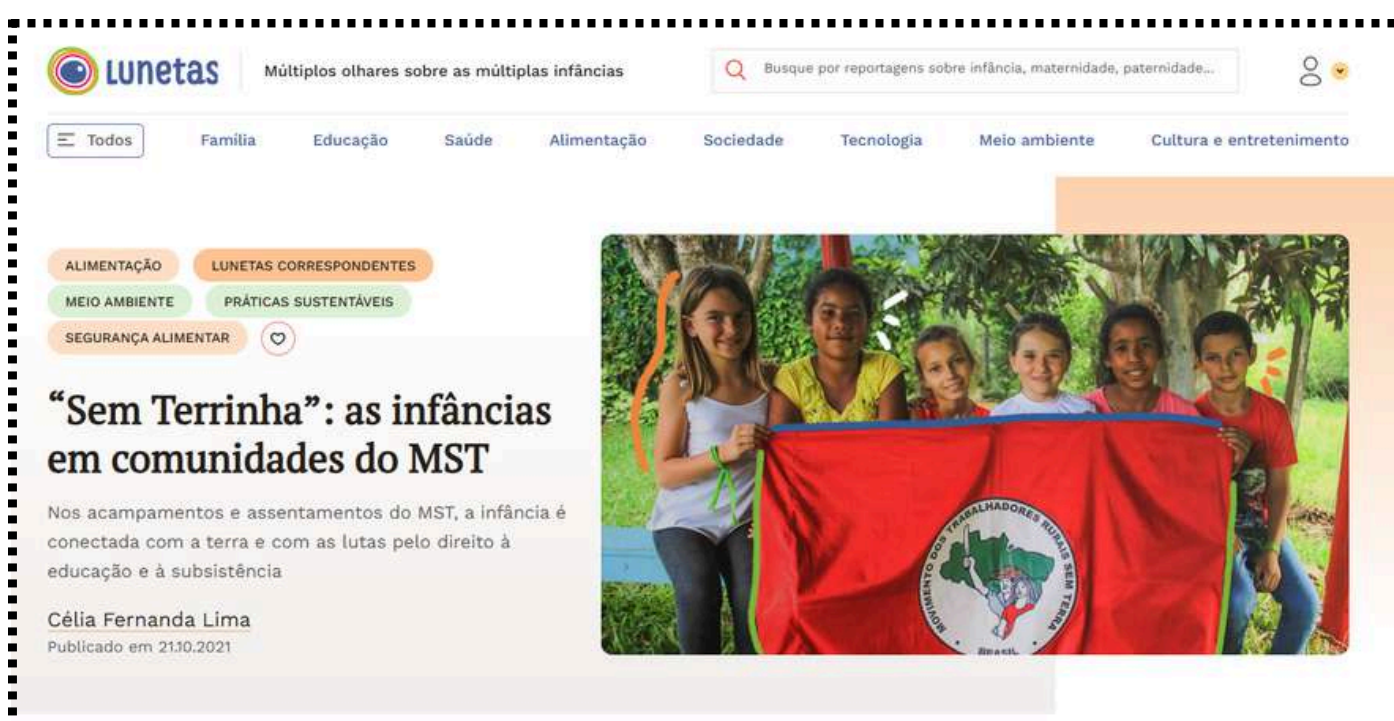 LUNETAS
Múltiplos olhares sobre as múltiplas infâncias
Busque por reportagens sobre infância, maternidade, paternidade...
Todos
Família
Educação
Saúde
Alimentação
Sociedade
Tecnologia
Meio ambiente
Cultura e entretenimento
ALIMENTAÇÃO
LUNETAS CORRESPONDENTES
MEIO AMBIENTE
PRÁTICAS SUSTENTÁVEIS
SEGURANÇA ALIMENTAR
“Sem Terrinha”: as infâncias
em comunidades do MST
Nos acampamentos e assentamentos do MST, a infância é
conectada com a terra e com as lutas pelo direito à
educação e à subsistência
Célia Fernanda Lima
Publicado em 21.10.2021
MOVIMENTO DOS TRABALHADORES RURAIS SEM TERRA
BRASIL